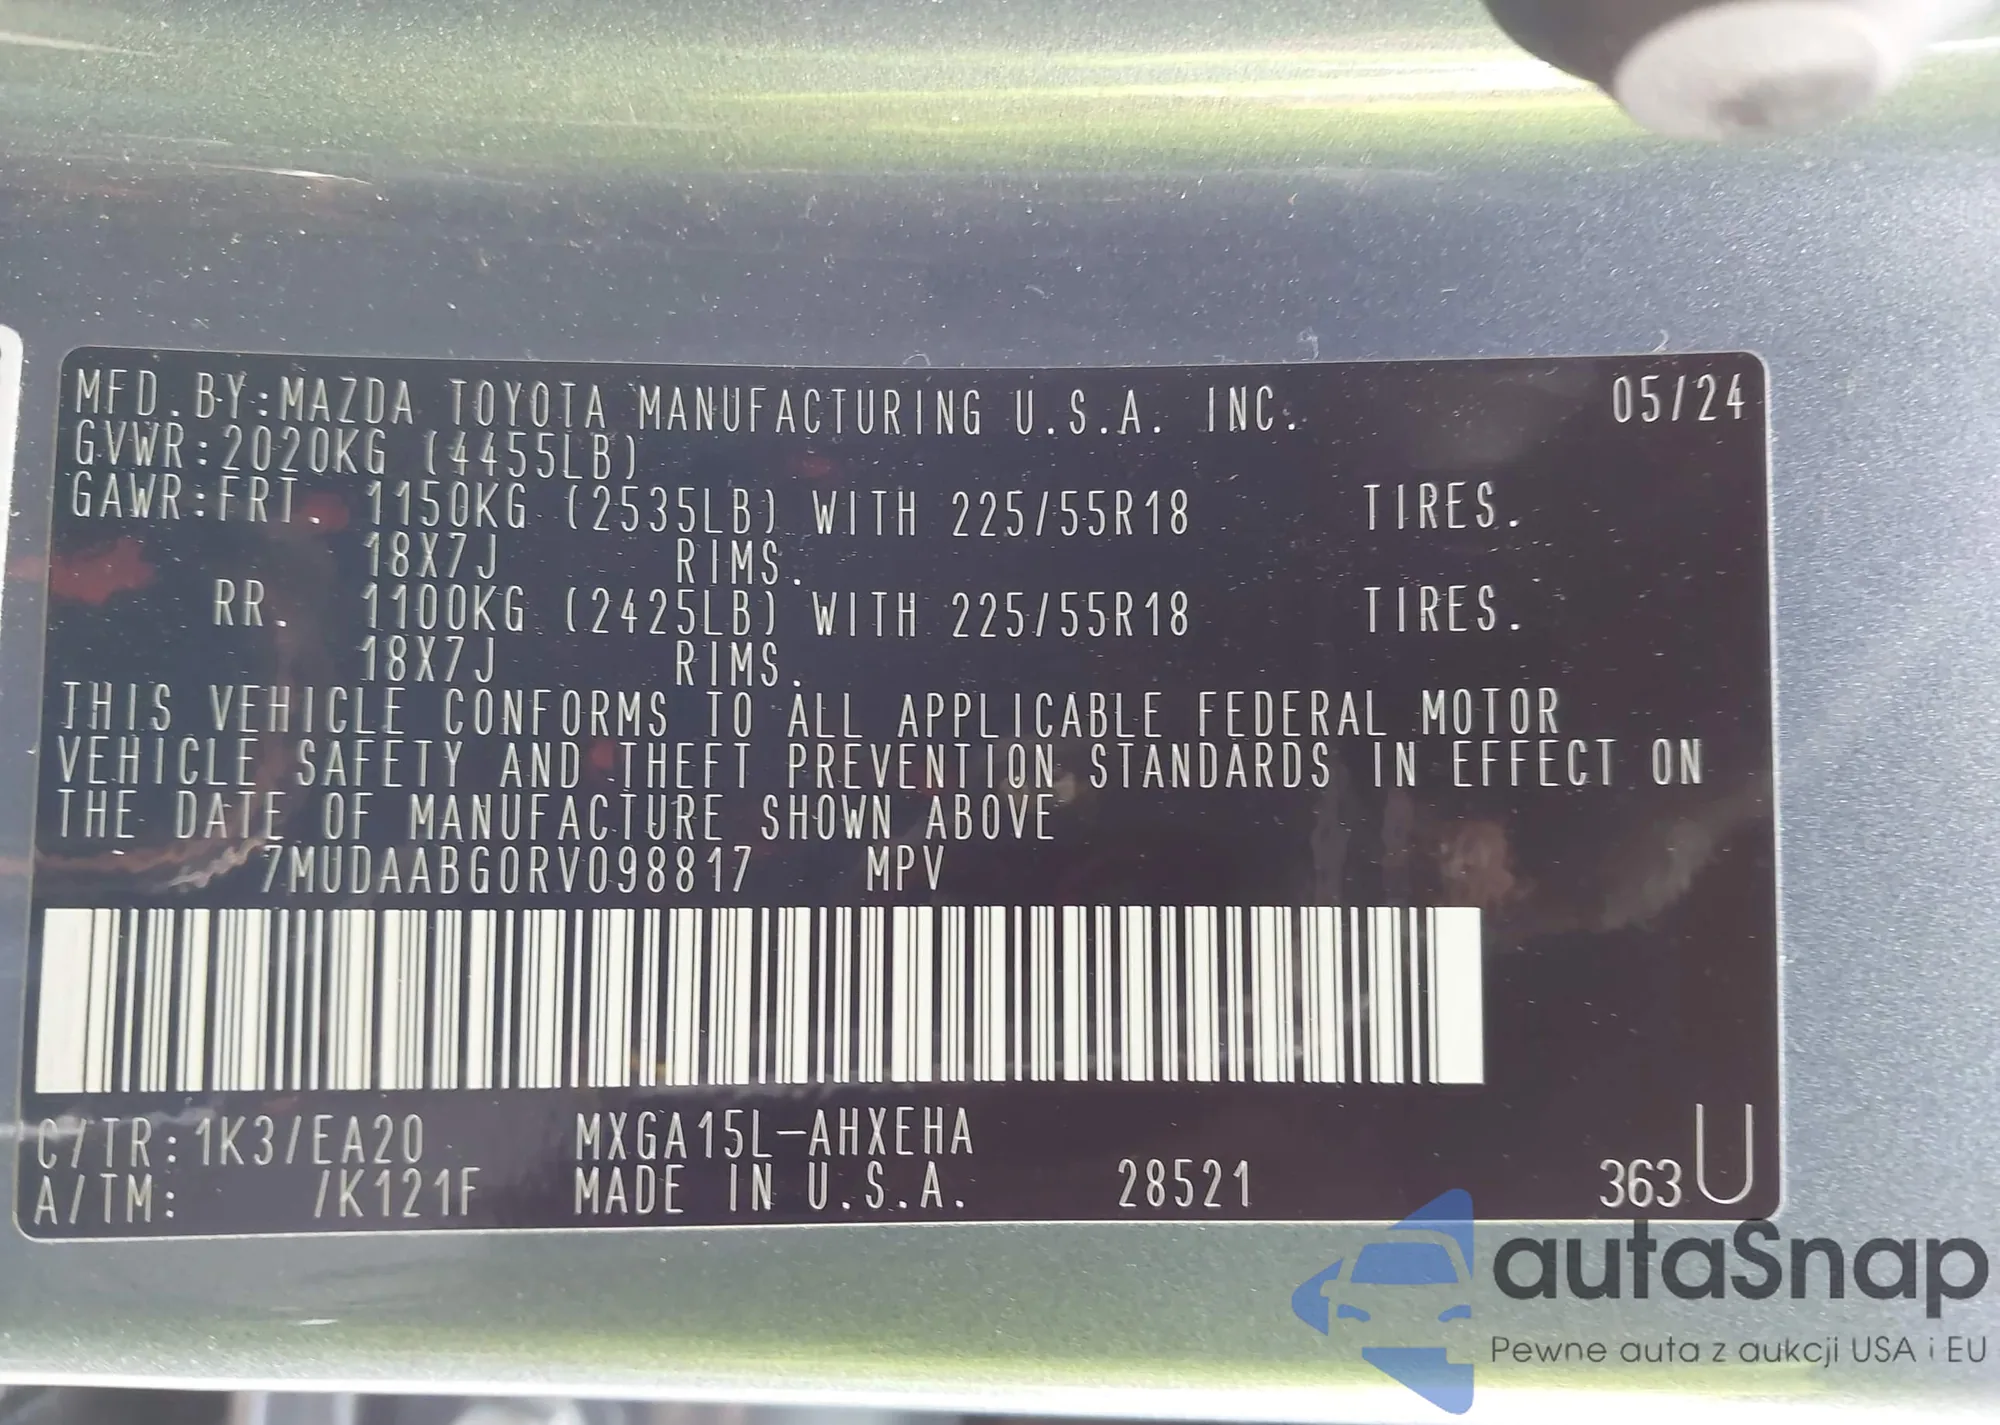 MFD. BY:MAZDA TOYOTA MANUFACTURING U.S.A. INC. 05/24
GVWR:2020KG (4455LB)
GAWR:FRT. 1150KG (2535LB) WITH 225/55R18 TIRES.
18X7J RIMS.
RR. 1100KG (2425LB) WITH 225/55R18 TIRES.
18X7J RIMS.
THIS VEHICLE CONFORMS TO ALL APPLICABLE FEDERAL MOTOR
VEHICLE SAFETY AND THEFT PREVENTION STANDARDS IN EFFECT ON
THE DATE OF MANUFACTURE SHOWN ABOVE
7MUDAABG0RV098817 MPV
C/TR:1K3/EA20 MXGA15L-AHXEHA
A/TM: /K121F MADE IN U.S.A. 28521 363 U
autaSnap
Pewne auta z aukcji USA i EU